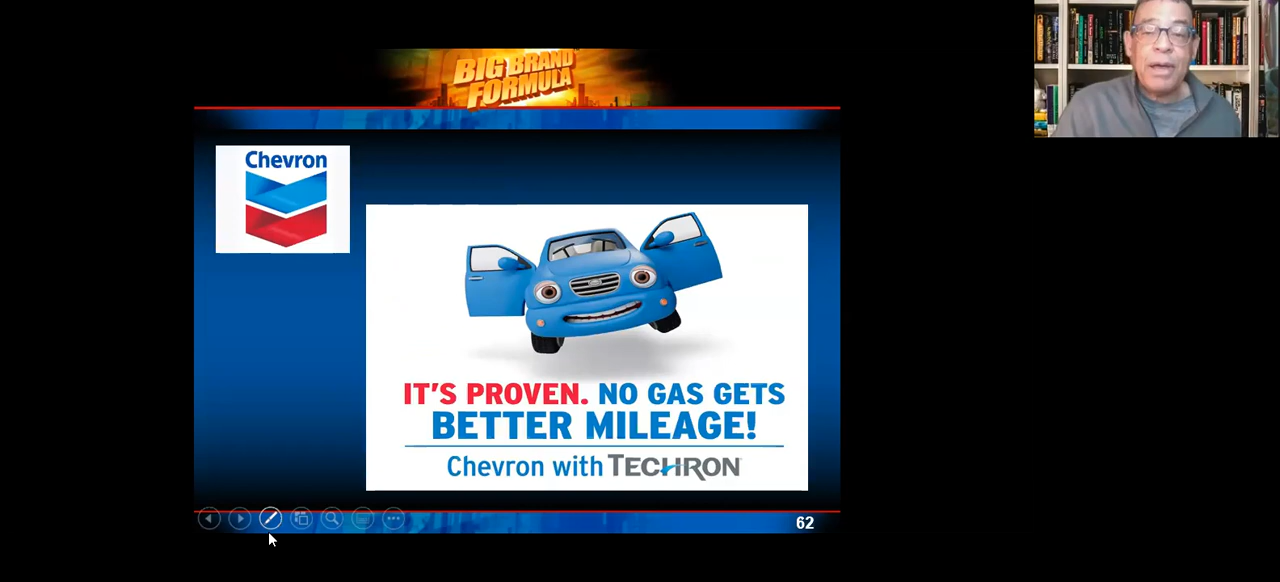 BIG BRAND
FORMULA
Chevron
IT'S PROVEN. NO GAS GETS
BETTER MILEAGE!
Chevron with TECHRON
62